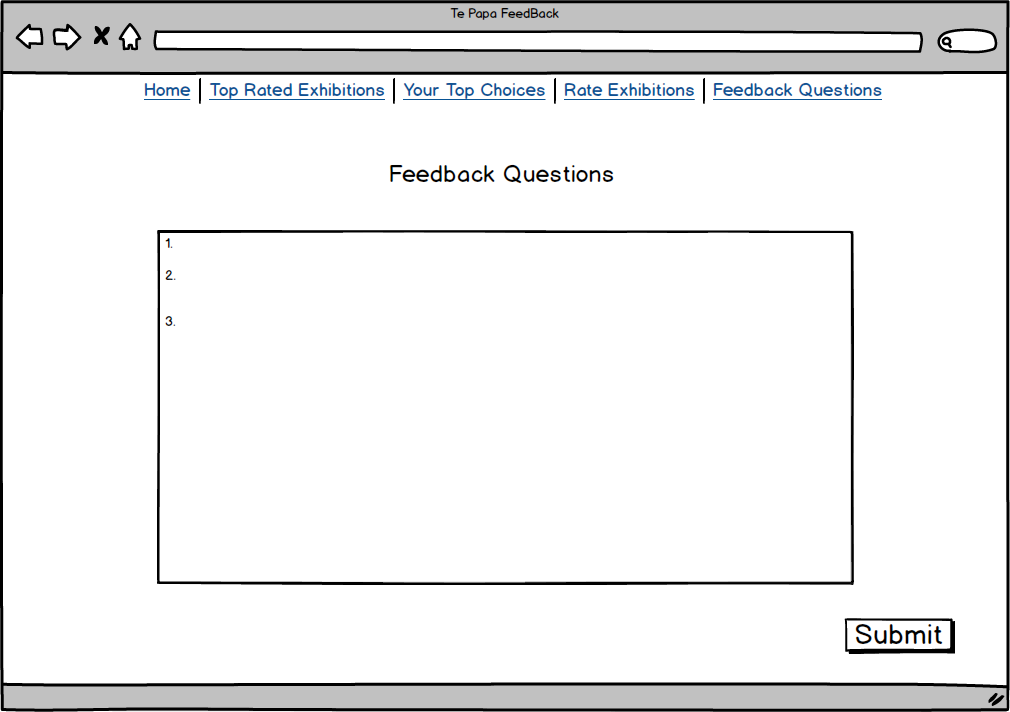 Te Papa FeedBack
Home Top Rated Exhibitions Your Top Choices Rate Exhibitions Feedback Questions
Feedback Questions
1.
2.
3.
Submit